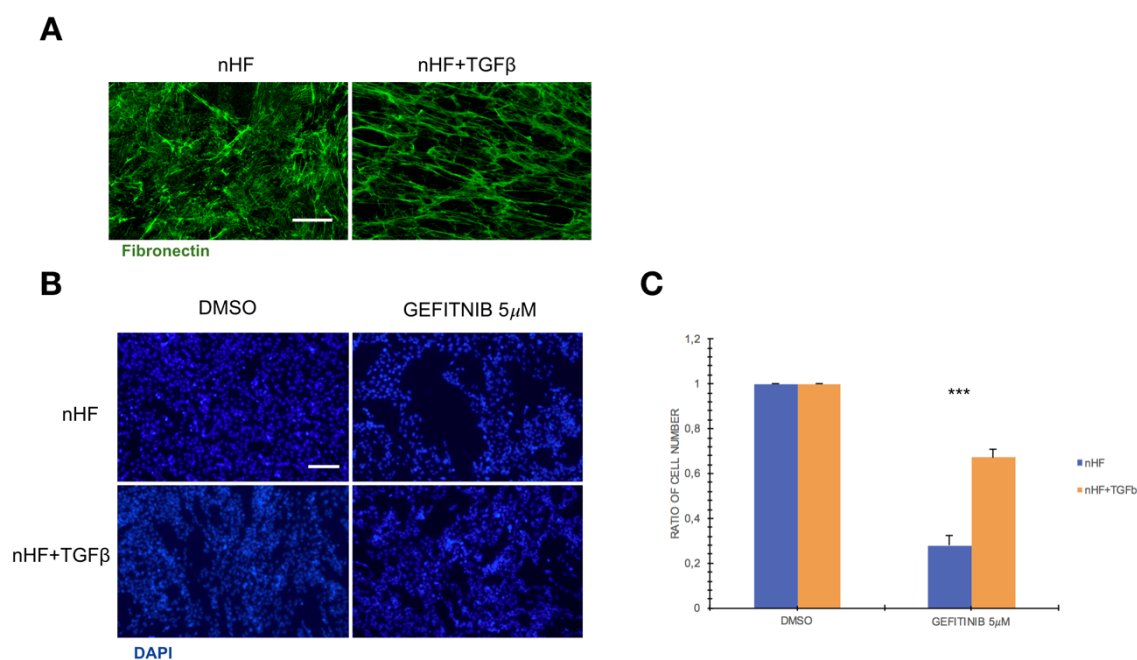 A
nHF nHF+TGFβ
Fibronectin
B
DMSO GEFITNIB 5μM
nHF
nHF+TGFβ
DAPI
C
RATIO OF CELL NUMBER
1,2
1
0,8
0,6
0,4
0,2
0
***
DMSO GEFITINIB 5μM
nHF
nHF+TGFb